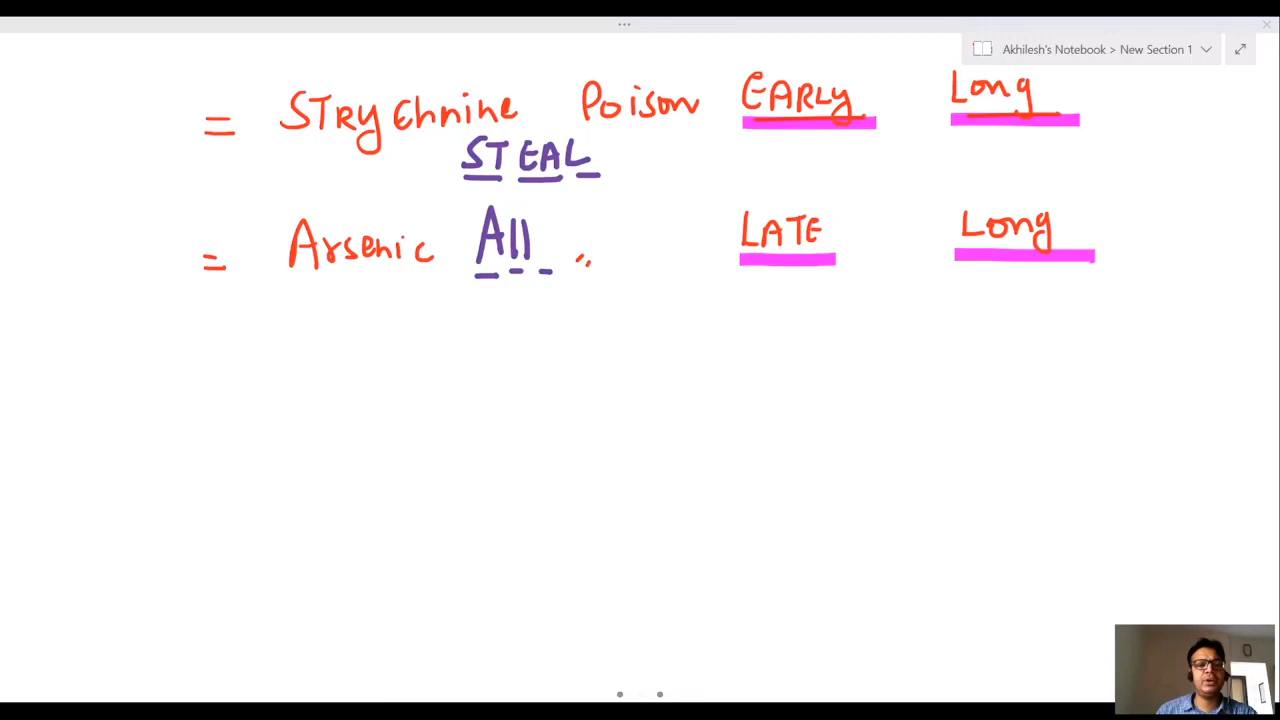 Akhilesh's Notebook > New Section 1
= STRychnine Poison EARLy Long
STEAL
= Arsenic All " LATE Long